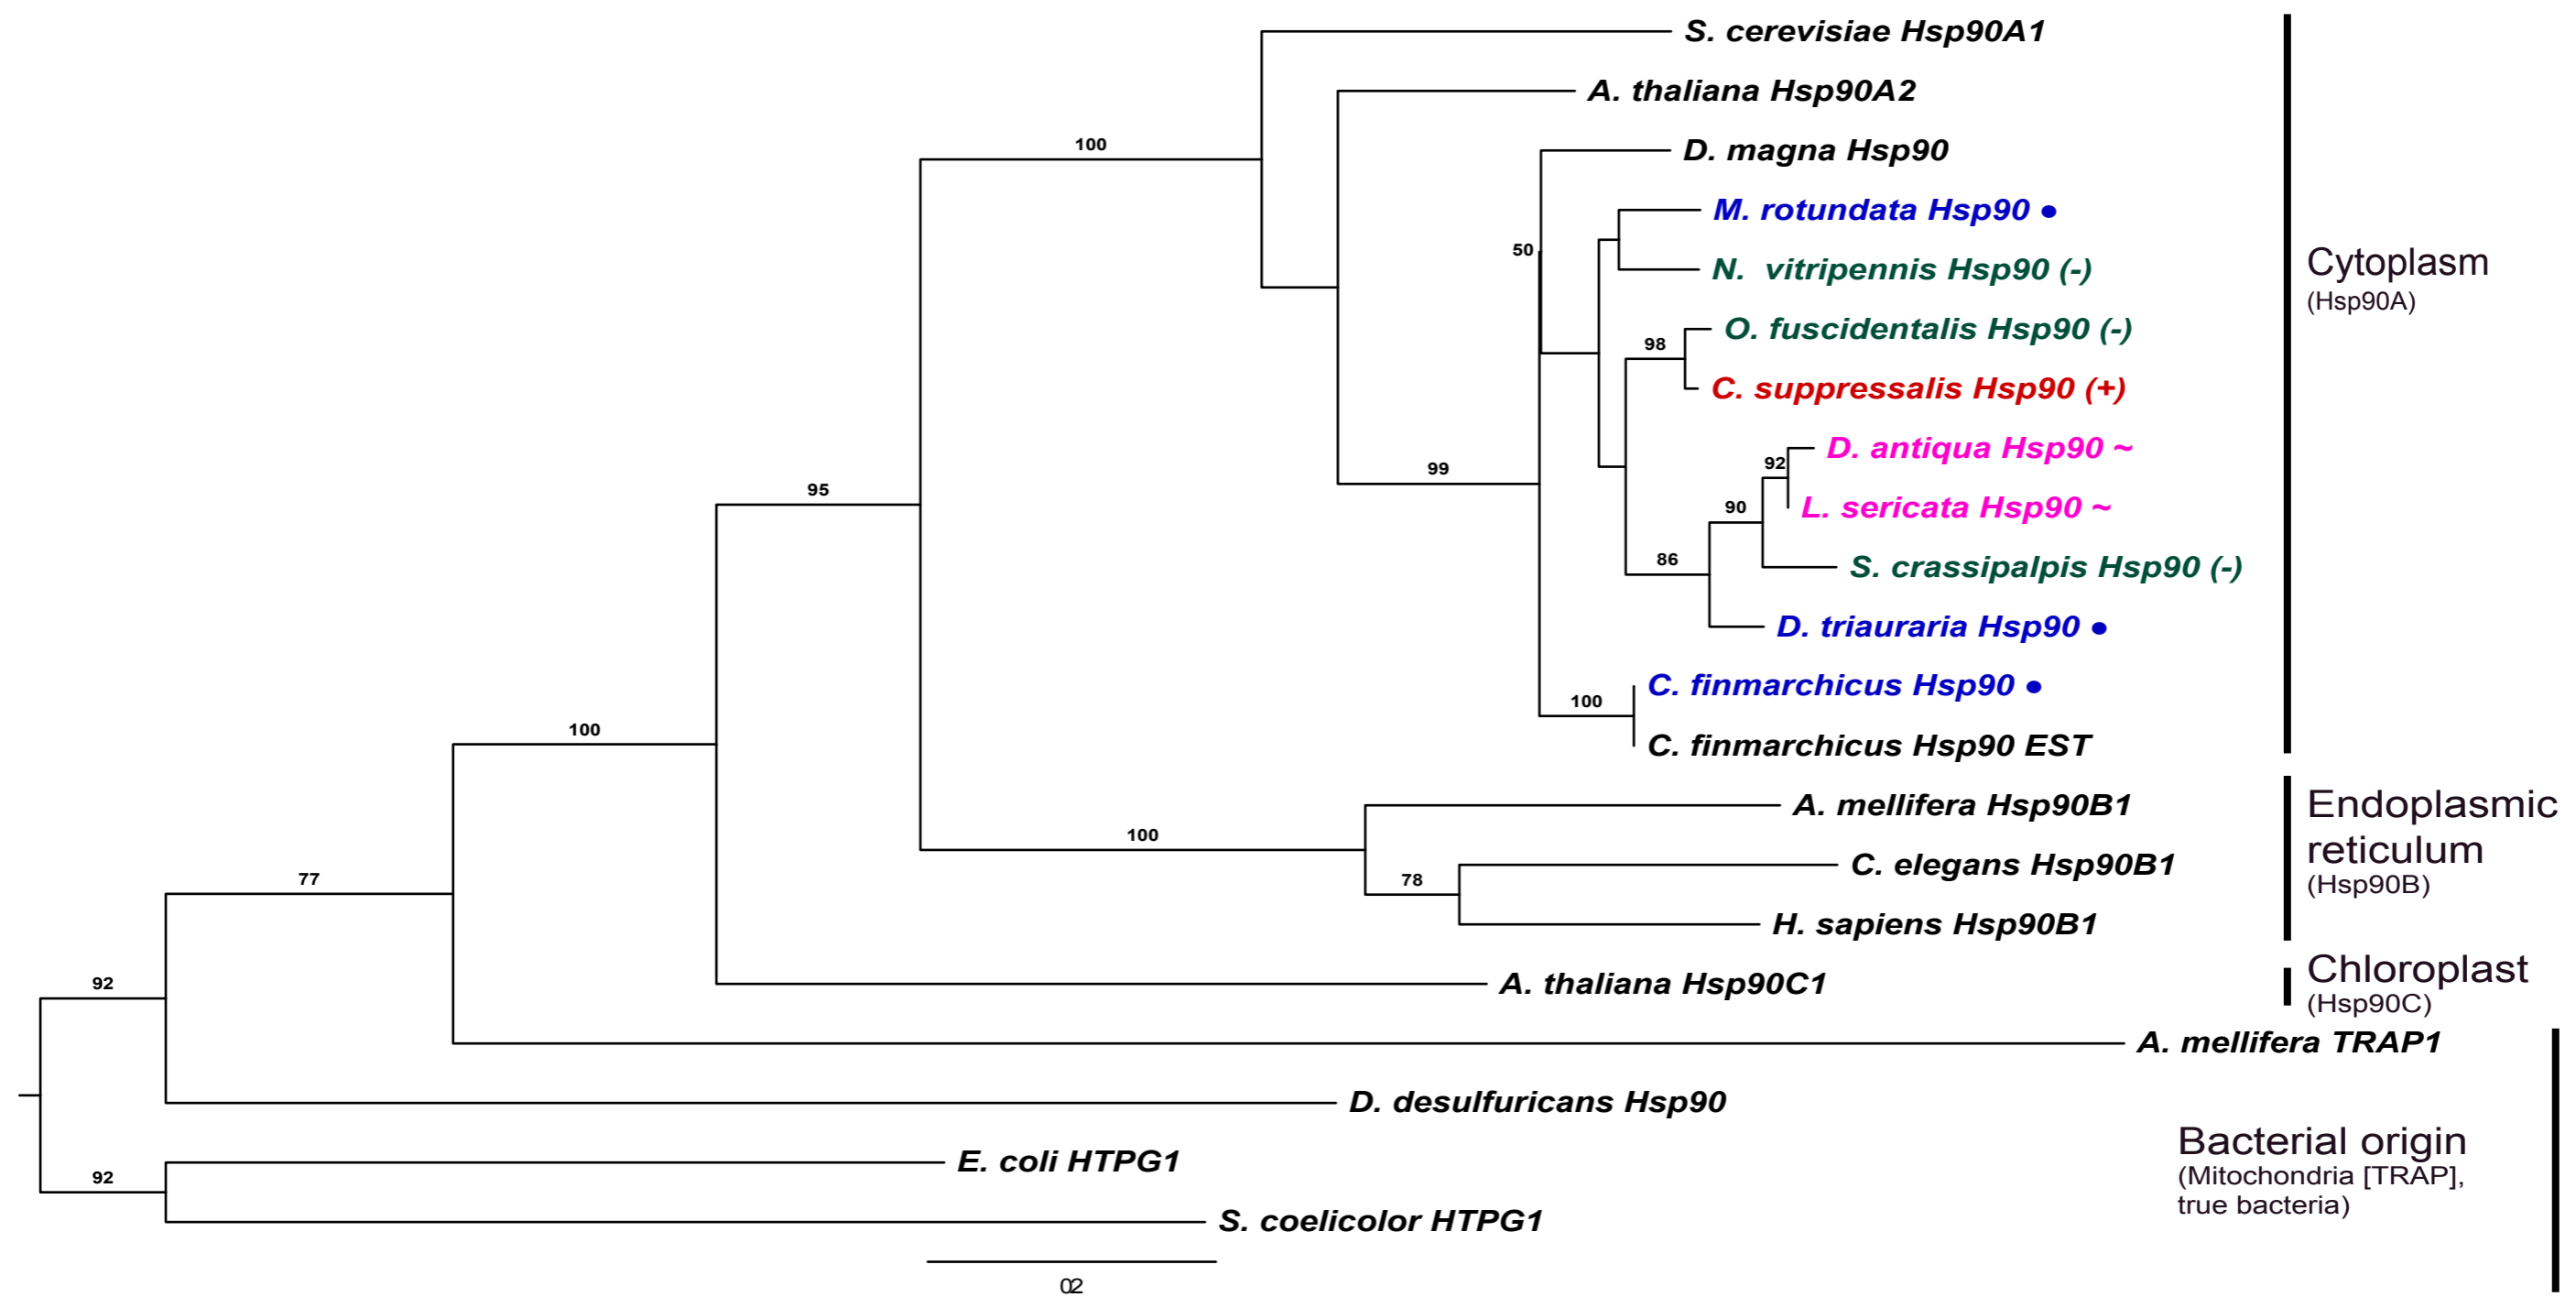 S. cerevisiae Hsp90A1
A. thaliana Hsp90A2
100
D. magna Hsp90
M. rotundata Hsp90 ●
50
N. vitripennis Hsp90 (-)
Cytoplasm
(Hsp90A)
O. fuscidentalis Hsp90 (-)
98
C. suppressalis Hsp90 (+)
D. antiqua Hsp90 ~
92
99
95
L. sericata Hsp90 ~
90
86
S. crassipalpis Hsp90 (-)
D. triauraria Hsp90 ●
C. finmarchicus Hsp90 ●
100
100
C. finmarchicus Hsp90 EST
A. mellifera Hsp90B1
Endoplasmic
reticulum
(Hsp90B)
100
C. elegans Hsp90B1
78
77
H. sapiens Hsp90B1
Chloroplast
(Hsp90C)
92
A. thaliana Hsp90C1
A. mellifera TRAP1
D. desulfuricans Hsp90
Bacterial origin
(Mitochondria [TRAP],
true bacteria)
E. coli HTPG1
92
S. coelicolor HTPG1
02